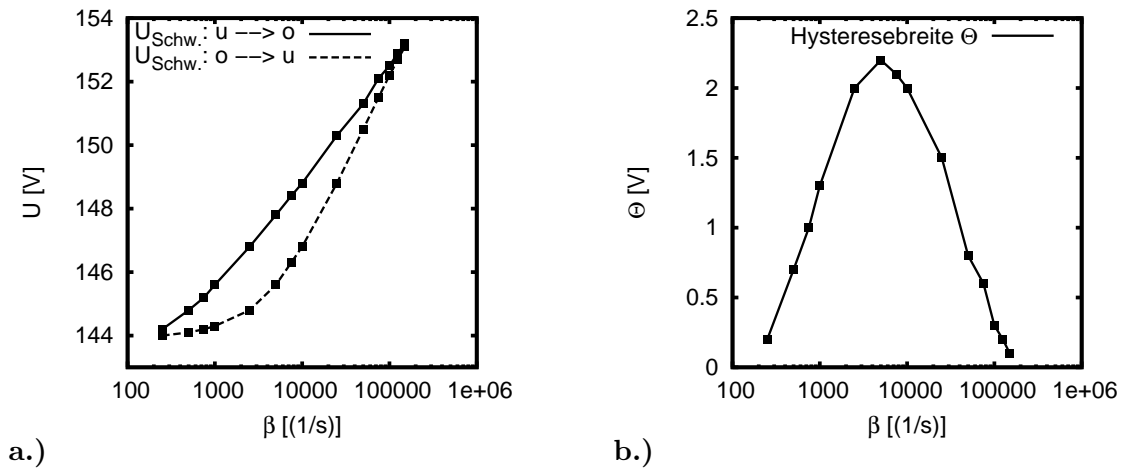 154
152
150
148
146
144
U [V]
100 1000 10000 100000 1e+06
β [(1/s)]
U_Schw.: u −−> o
U_Schw.: o −−> u
a.)
2.5
2
1.5
1
0.5
0
Θ [V]
100 1000 10000 100000 1e+06
β [(1/s)]
Hysteresebreite Θ
b.)